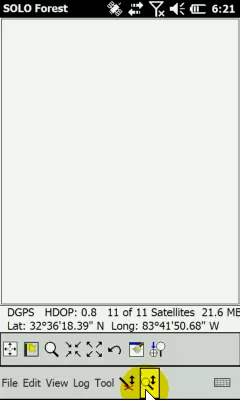 SOLO Forest 6:21
DGPS HDOP: 0.8 11 of 11 Satellites 21.6 MB
Lat: 32°36'18.39" N Long: 83°41'50.68" W
File Edit View Log Tool